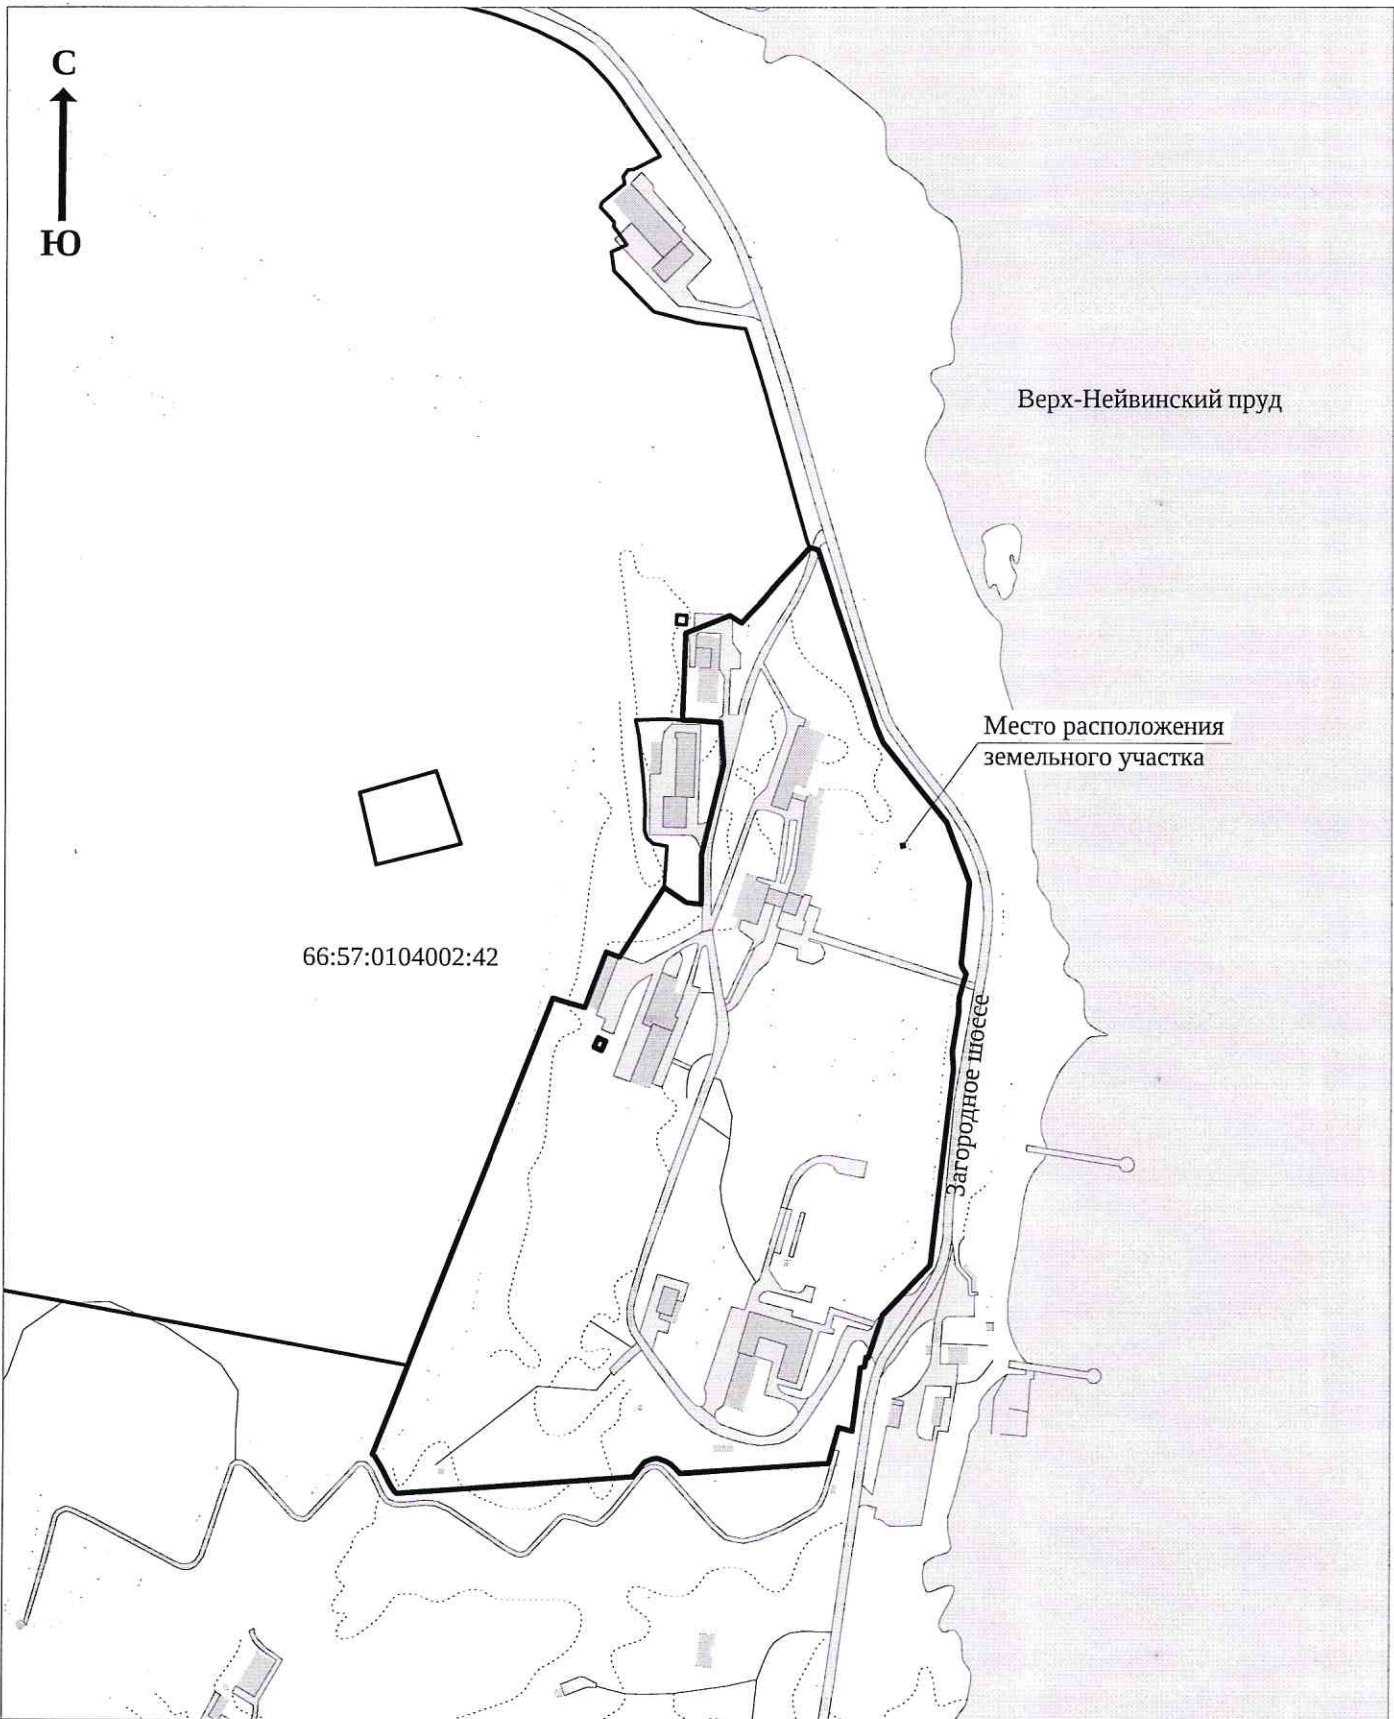 С
Ю
Верх-Нейвинский пруд
Место расположения
земельного участка
66:57:0104002:42
Загородное шоссе